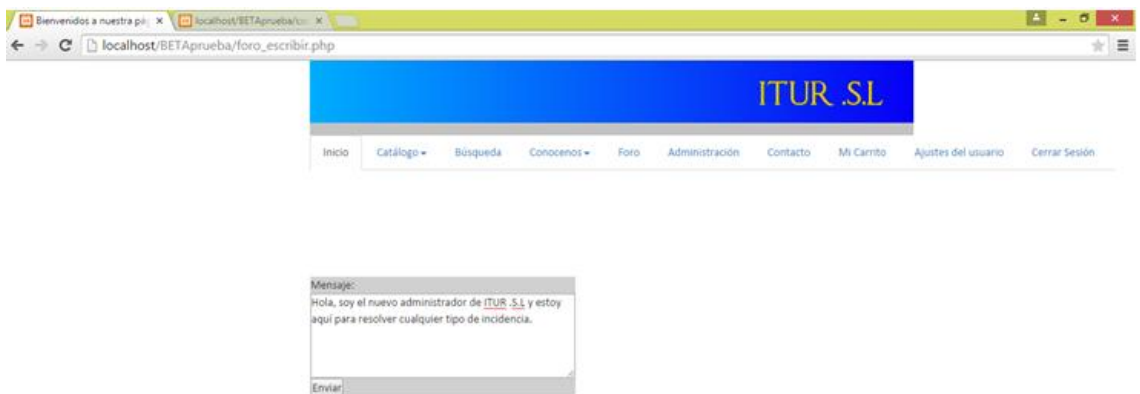 Bienvenidos a nuestra pá
localhost/BETAprueba/
localhost/BETAprueba/foro_escribir.php
ITUR .S.L
Inicio Catálogo Búsqueda Conocenos Foro Administración Contacto Mi Carrito Ajustes del usuario Cerrar Sesión
Mensaje:
Hola, soy el nuevo administrador de ITUR .S.L y estoy
aquí para resolver cualquier tipo de incidencia.
Enviar